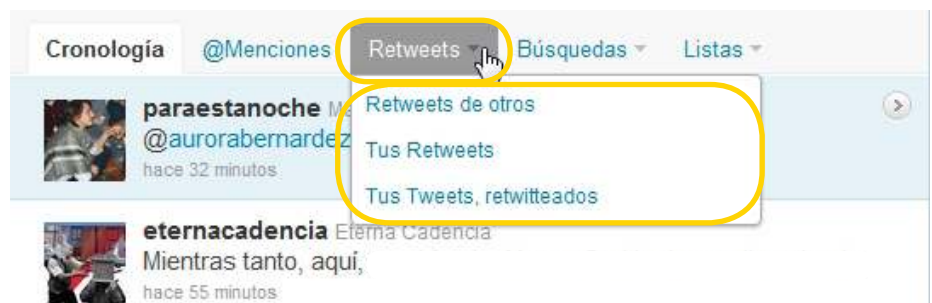 Cronología @Menciones Retweets Búsquedas Listas
paraestanoche
@aurorabernardez
hace 32 minutos
Retweets de otros
Tus Retweets
Tus Tweets, retwitteados
eternacadencia Eterna Cadencia
Mientras tanto, aquí,
hace 55 minutos